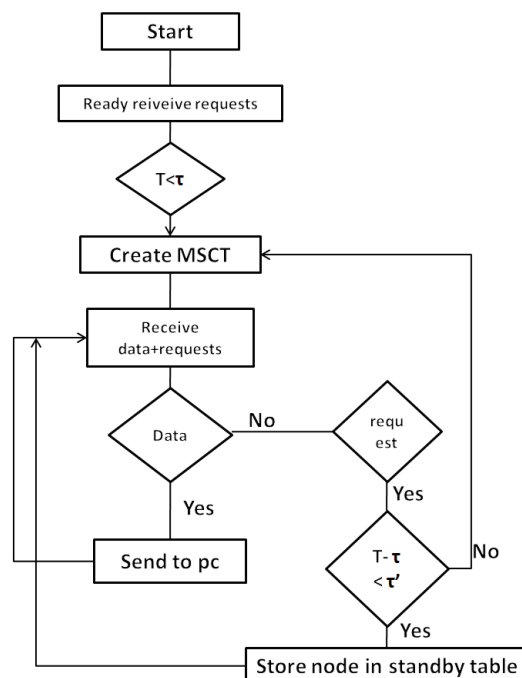 Start
Ready reiveive requests
T<τ
Create MSCT
Receive
data+requests
Data
No
requ
est
Yes
Yes
Send to pc
T- τ
< τ’
No
Yes
Store node in standby table